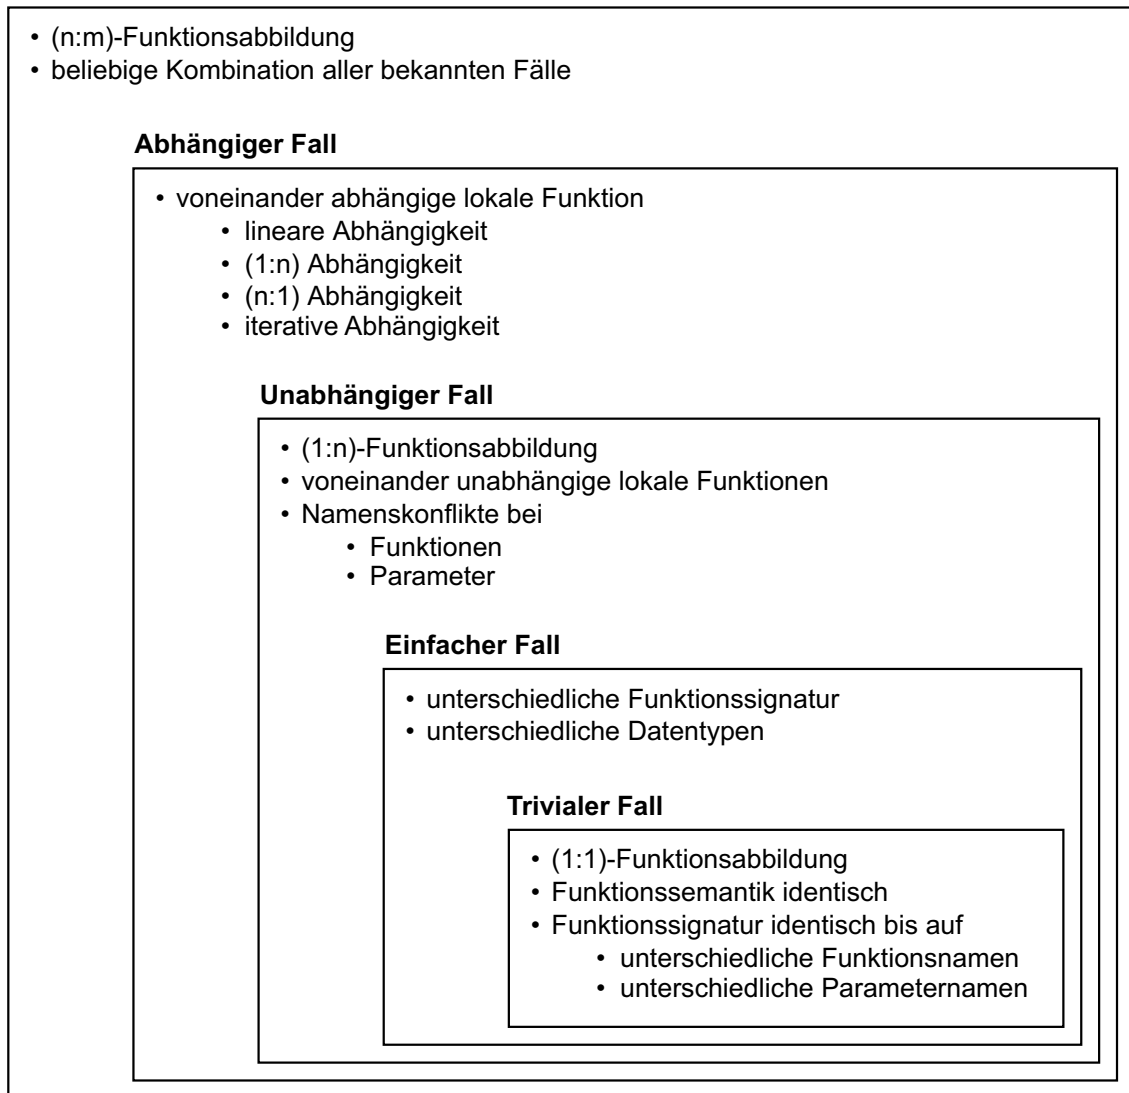 • (n:m)-Funktionsabbildung
• beliebige Kombination aller bekannten Fälle
Abhängiger Fall
• voneinander abhängige lokale Funktion
• lineare Abhängigkeit
• (1:n) Abhängigkeit
• (n:1) Abhängigkeit
• iterative Abhängigkeit
Unabhängiger Fall
• (1:n)-Funktionsabbildung
• voneinander unabhängige lokale Funktionen
• Namenskonflikte bei
• Funktionen
• Parameter
Einfacher Fall
• unterschiedliche Funktionssignatur
• unterschiedliche Datentypen
Trivialer Fall
• (1:1)-Funktionsabbildung
• Funktionssemantik identisch
• Funktionssignatur identisch bis auf
• unterschiedliche Funktionsnamen
• unterschiedliche Parameternamen